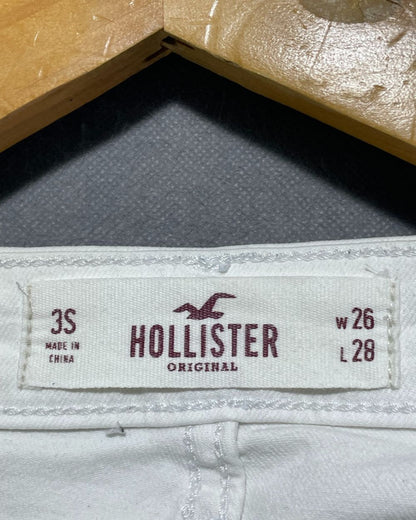 3S
MADE IN
CHINA
HOLLISTER
ORIGINAL
W 26
L 28